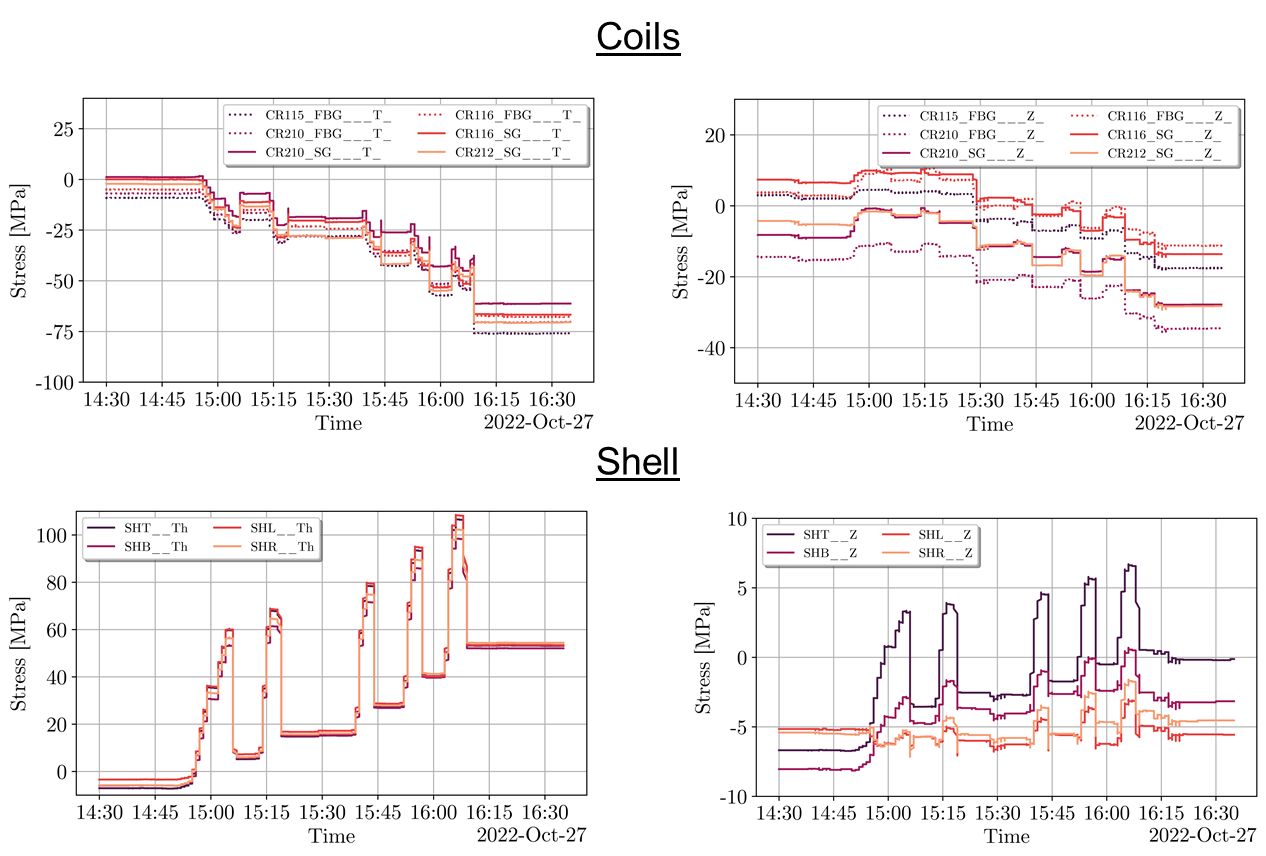 Coils
CR115_FBG___T_ CR116_FBG___T_
CR210_FBG___T_ CR116_SG___T_
CR210_SG___T_ CR212_SG___T_
25
0
-25
-50
-75
-100
Stress [MPa]
14:30 14:45 15:00 15:15 15:30 15:45 16:00 16:15 16:30
Time 2022-Oct-27
CR115_FBG___Z_ CR116_FBG___Z_
CR210_FBG___Z_ CR116_SG___Z_
CR210_SG___Z_ CR212_SG___Z_
20
0
-20
-40
Stress [MPa]
14:30 14:45 15:00 15:15 15:30 15:45 16:00 16:15 16:30
Time 2022-Oct-27
Shell
SHT__Th SHL__Th
SHB__Th SHR__Th
100
80
60
40
20
0
Stress [MPa]
14:30 14:45 15:00 15:15 15:30 15:45 16:00 16:15 16:30
Time 2022-Oct-27
SHT__Z SHL__Z
SHB__Z SHR__Z
10
5
0
-5
-10
Stress [MPa]
14:30 14:45 15:00 15:15 15:30 15:45 16:00 16:15 16:30
Time 2022-Oct-27